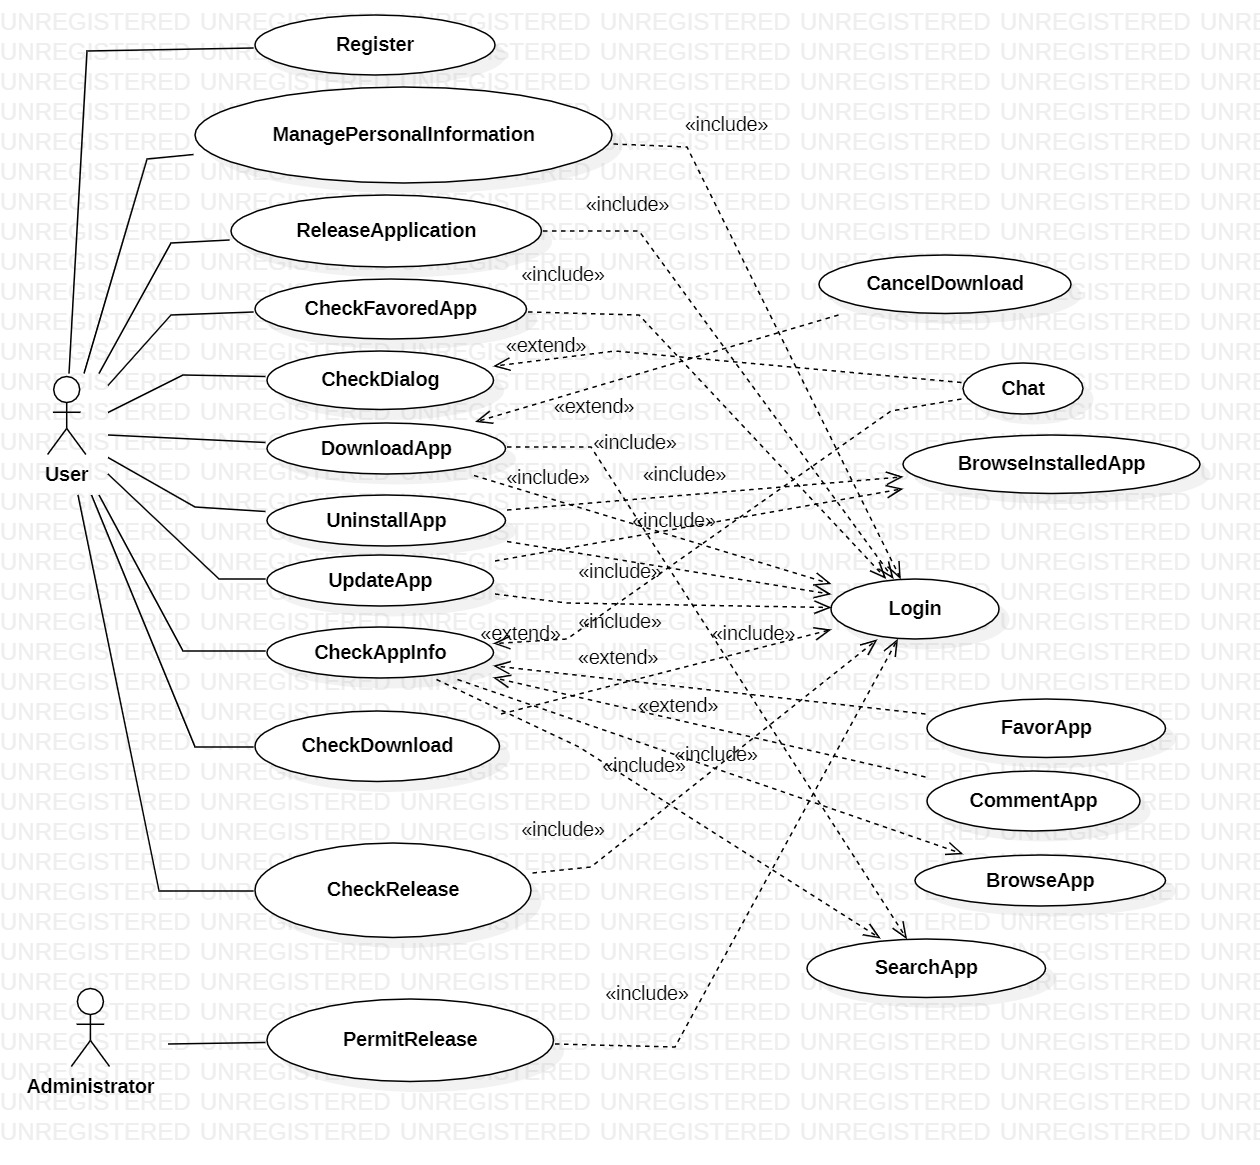 Register
ManagePersonalInformation
«include»
ReleaseApplication
«include»
CheckFavoredApp
«include»
CancelDownload
CheckDialog
«extend»
Chat
«extend»
DownloadApp
«include»
BrowseInstalledApp
User
«include»
«include»
UninstallApp
«include»
UpdateApp
«include»
Login
«include»
CheckAppInfo
«extend»
«include»
«extend»
«extend»
FavorApp
CheckDownload
«include»
«include»
CommentApp
«include»
CheckRelease
BrowseApp
SearchApp
«include»
PermitRelease
Administrator
UNREGISTERED